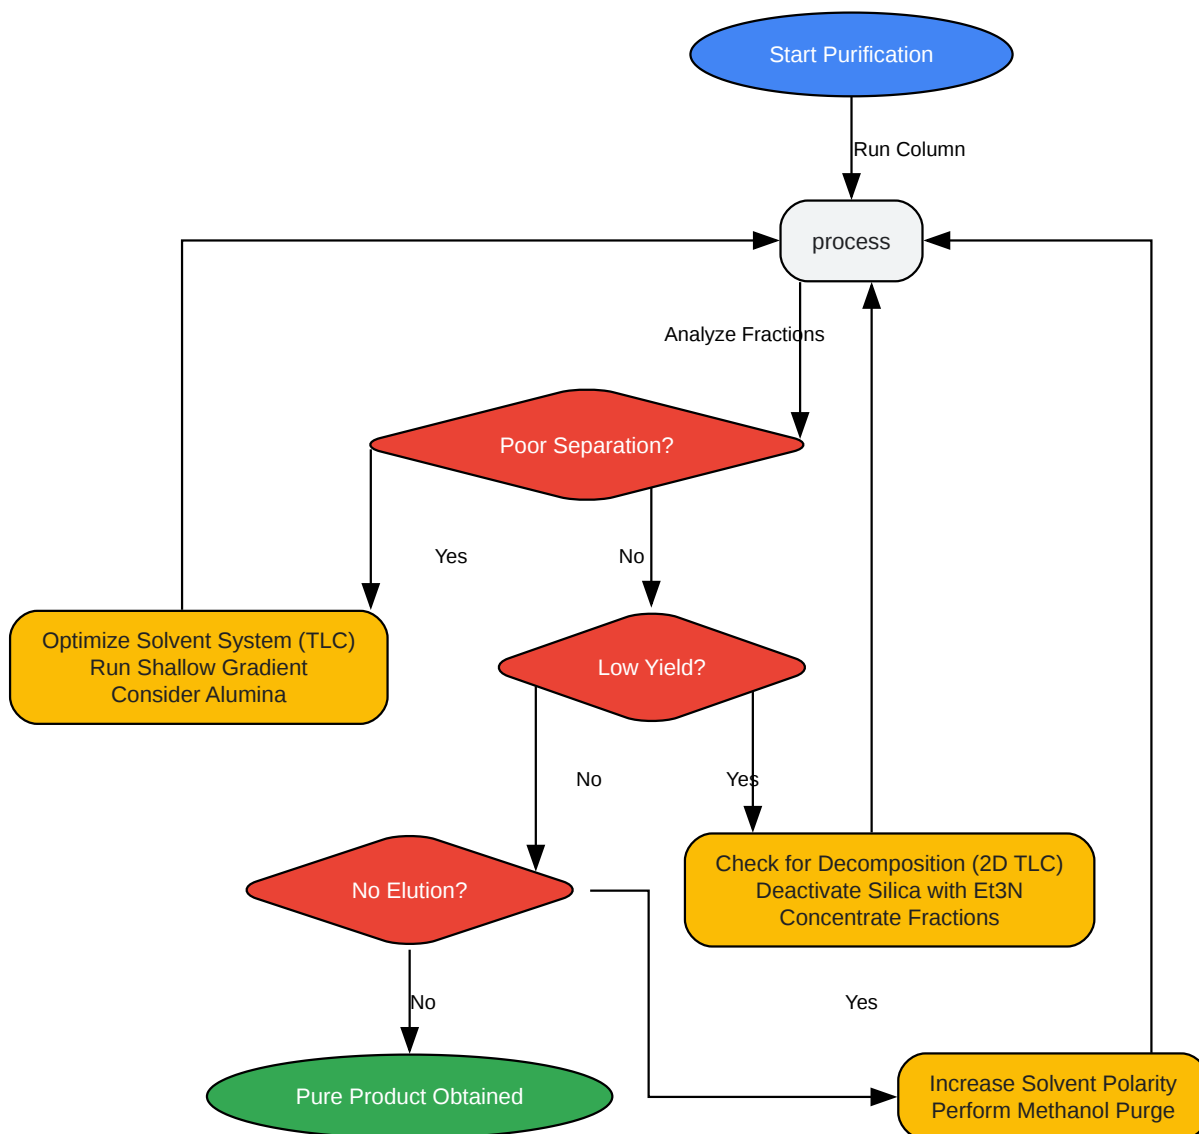 Start Purification
Run Column
process
Analyze Fractions
Poor Separation?
Yes
No
Optimize Solvent System (TLC)
Run Shallow Gradient
Consider Alumina
Low Yield?
No
Yes
No Elution?
Check for Decomposition (2D TLC)
Deactivate Silica with Et3N
Concentrate Fractions
No
Yes
Pure Product Obtained
Increase Solvent Polarity
Perform Methanol Purge